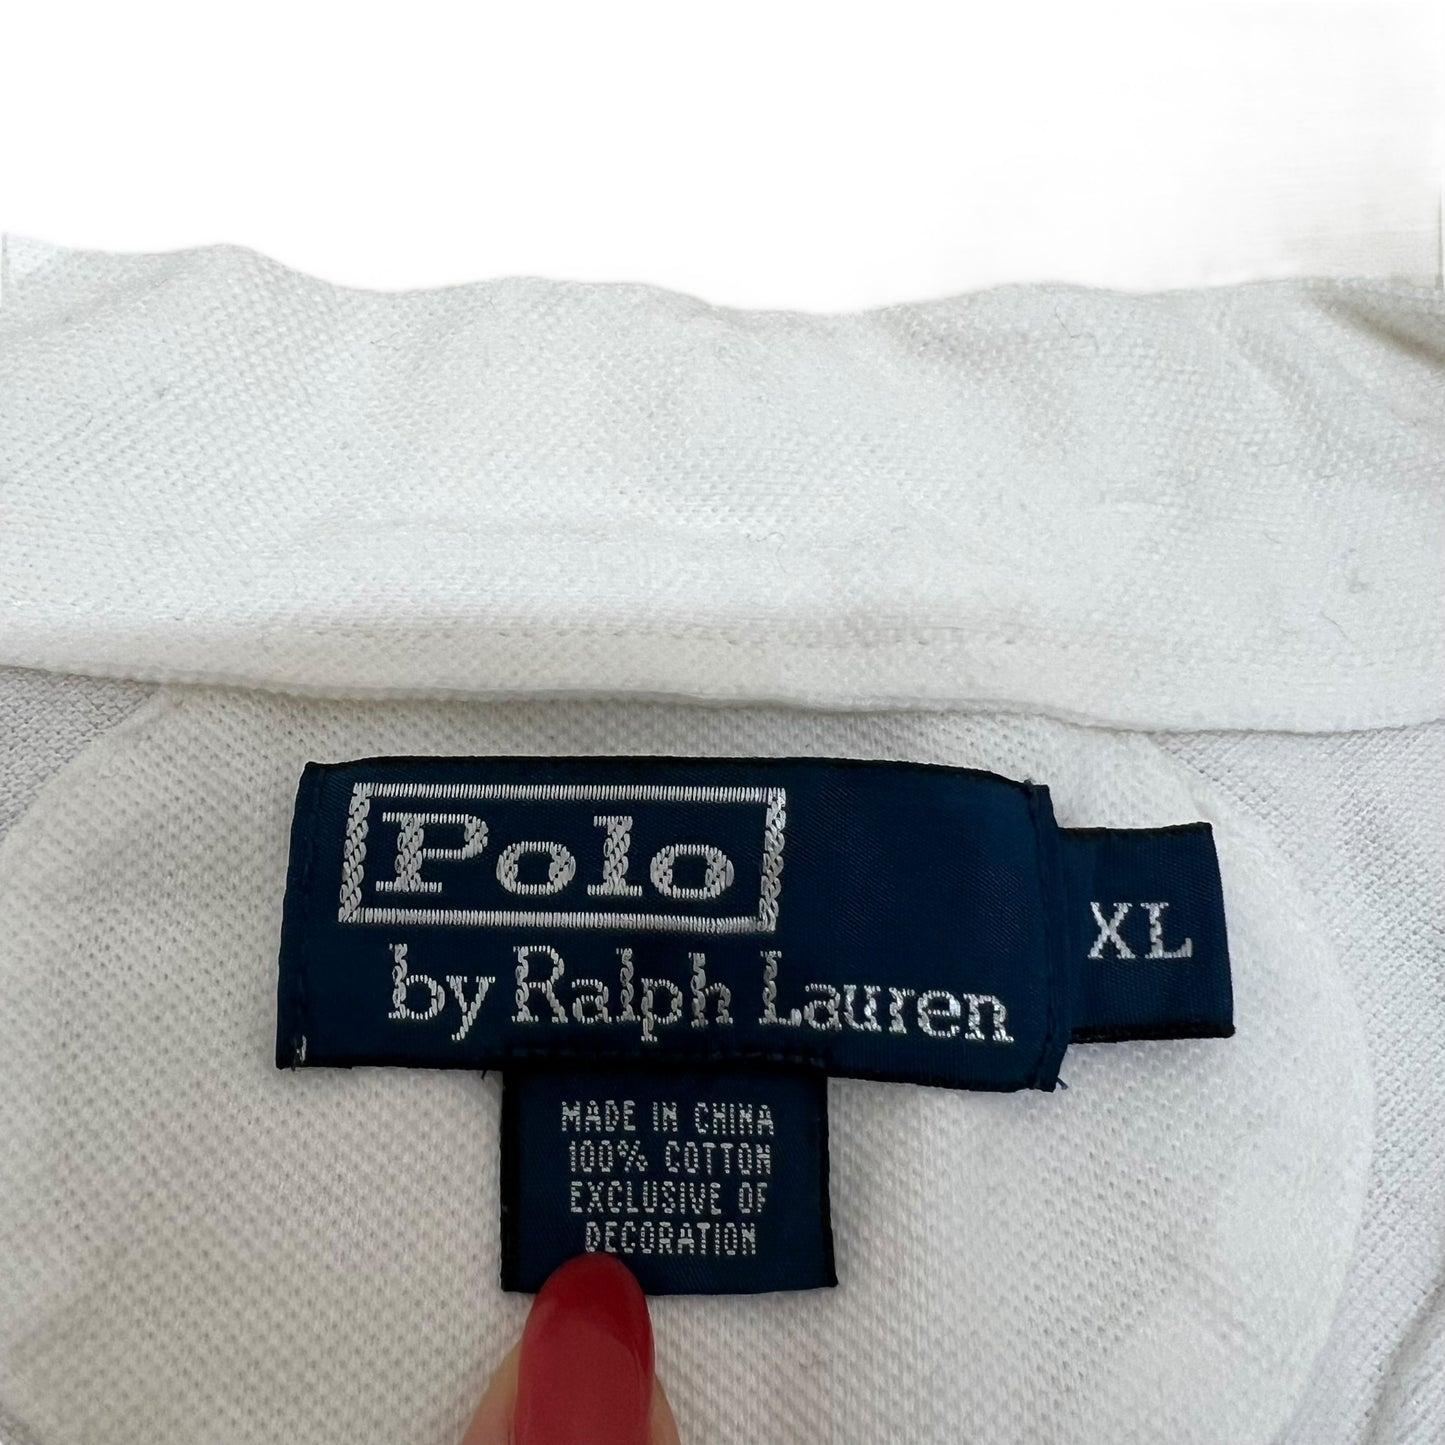 Polo
by Ralph Lauren
XL
MADE IN CHINA
100% COTTON
EXCLUSIVE OF
DECORATION